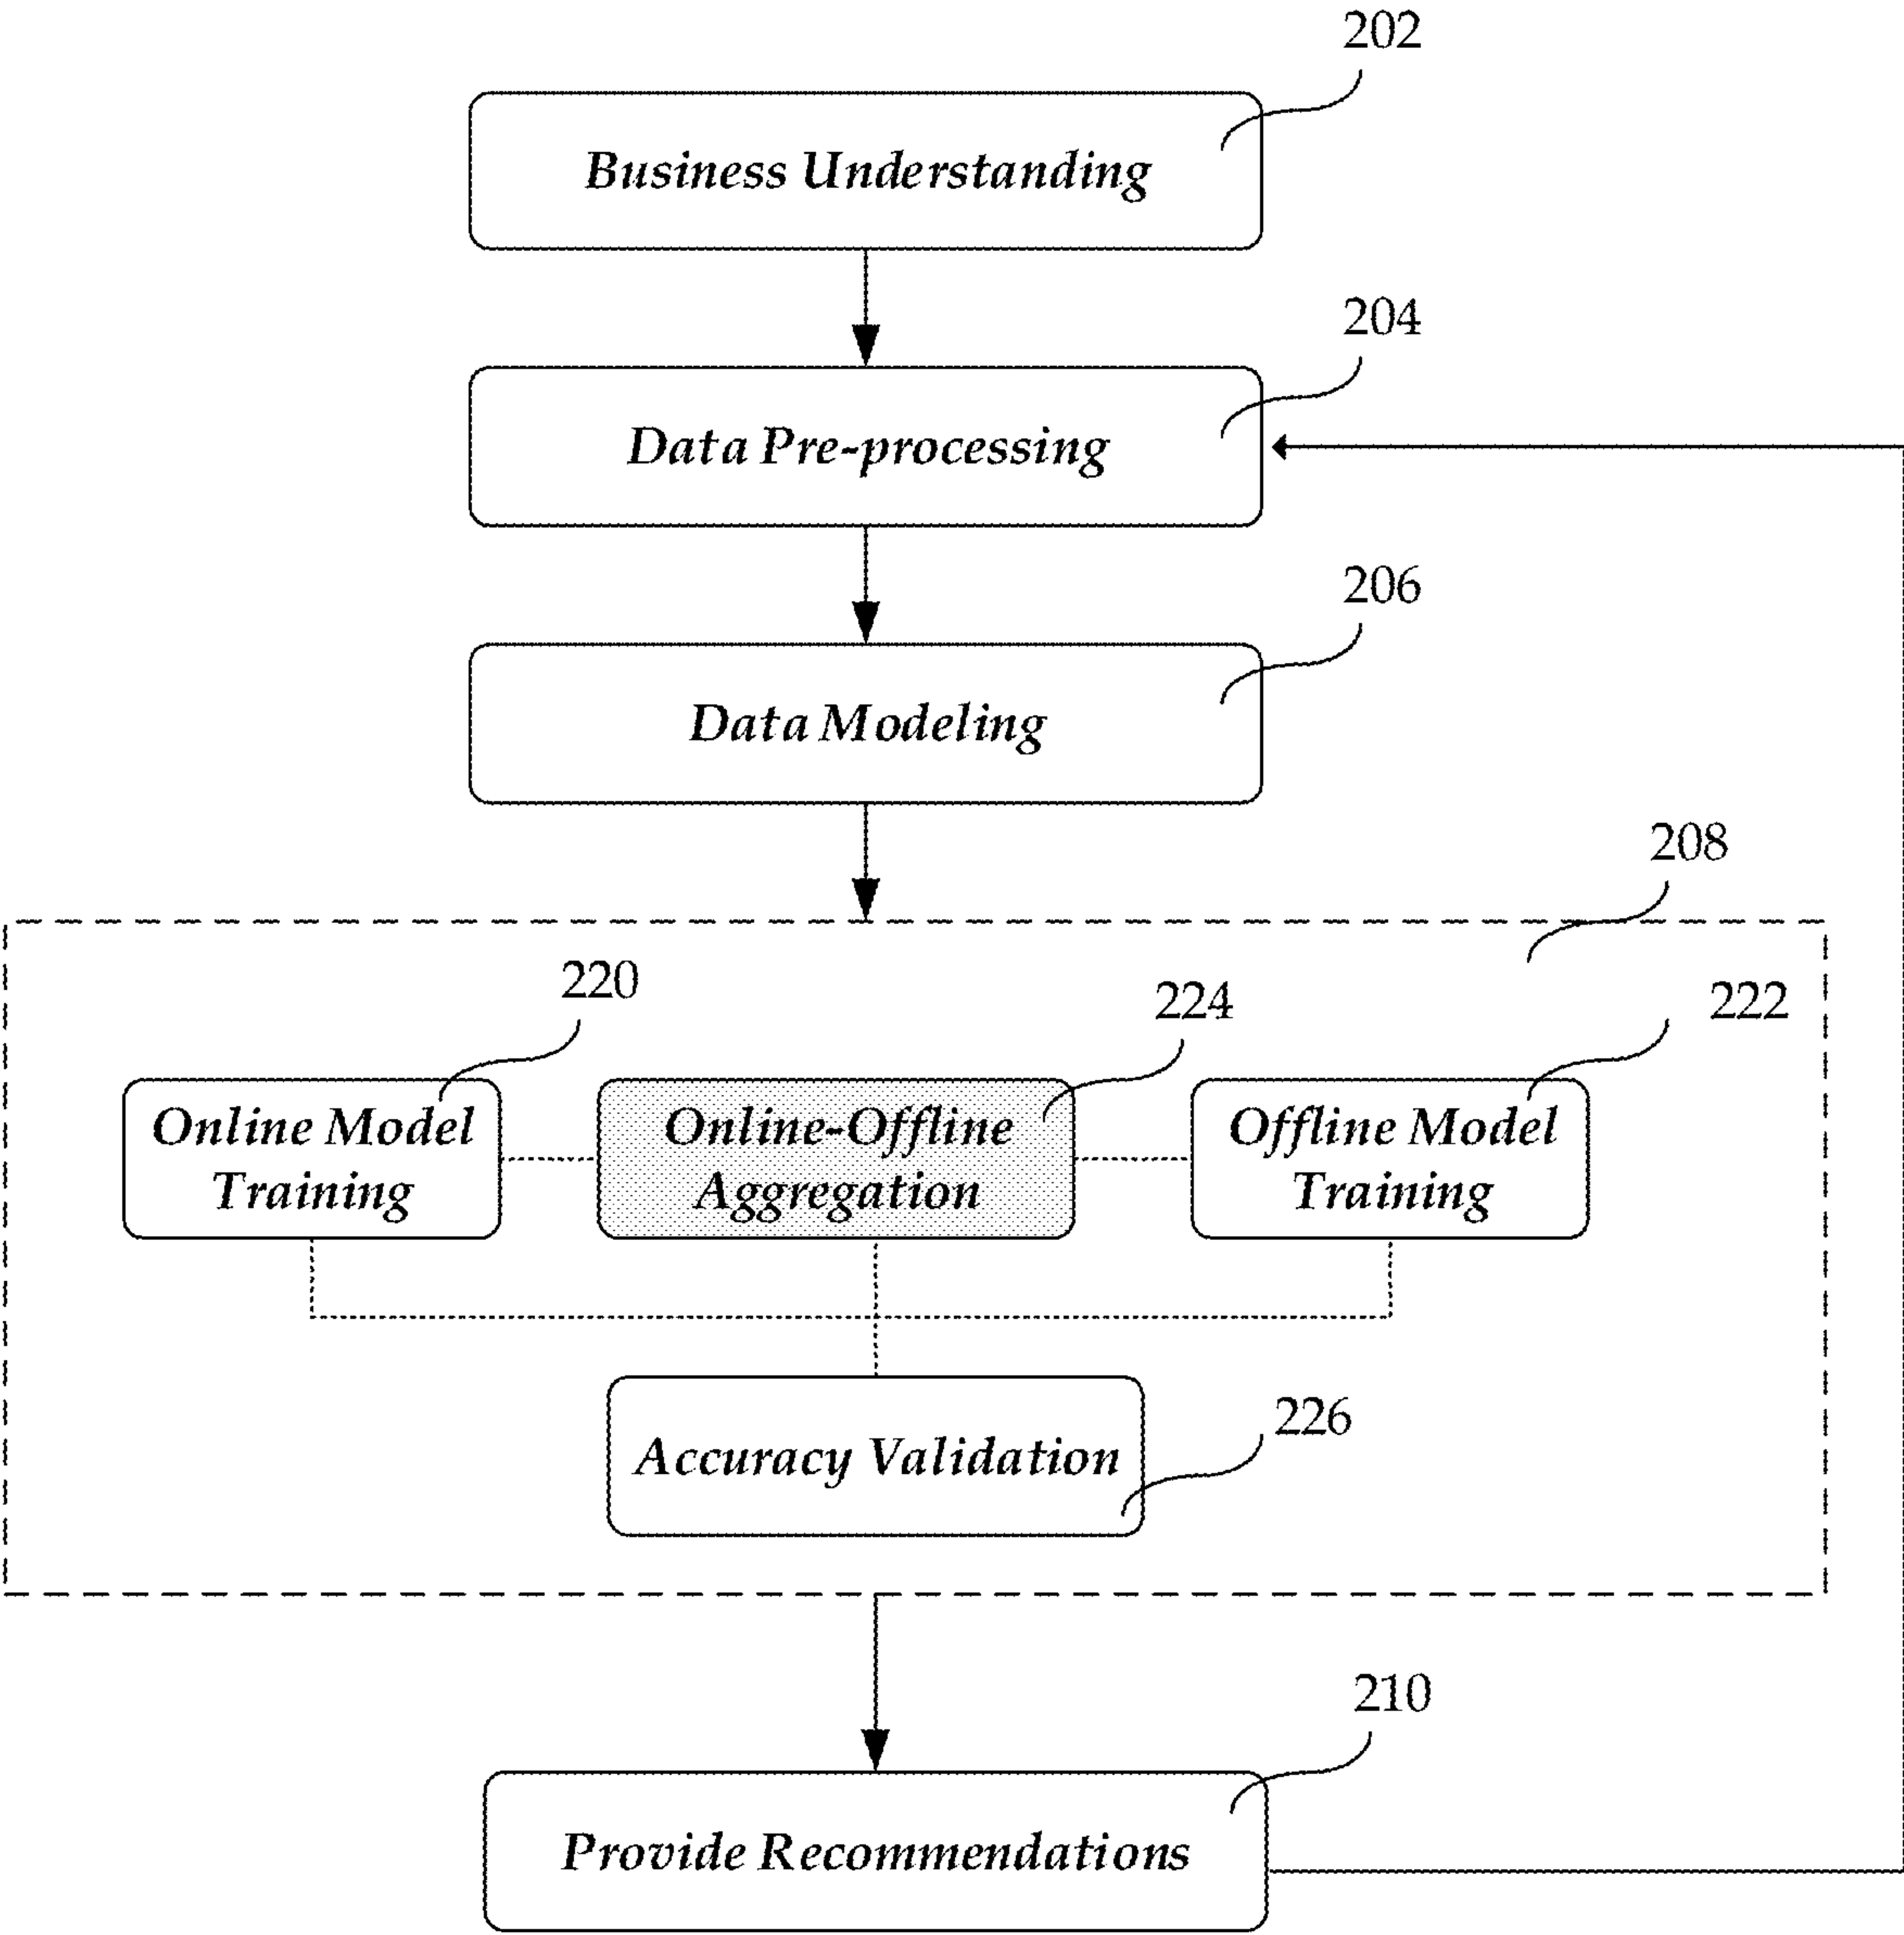 202
Business Understanding
204
Data Pre-processing
206
Data Modeling
208
220
224
222
Online Model
Training
Online-Offline
Aggregation
Offline Model
Training
226
Accuracy Validation
210
Provide Recommendations